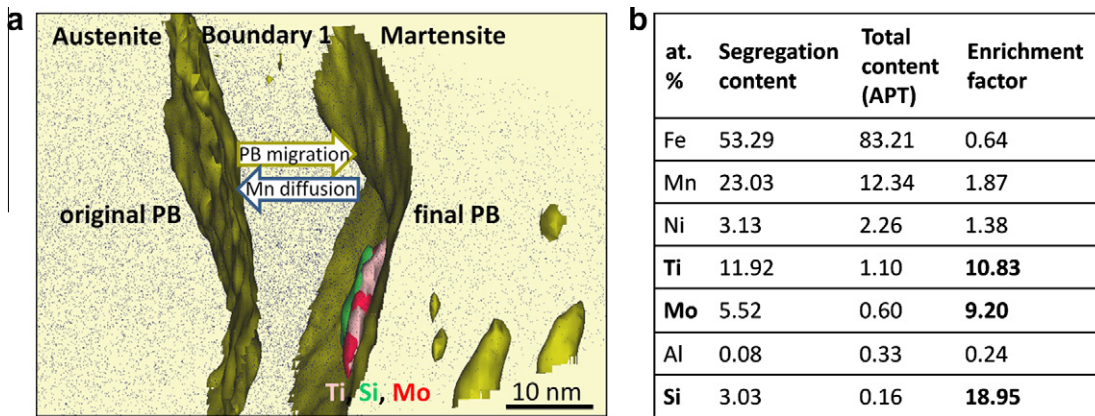 a
Austenite Boundary 1 Martensite
PB migration
Mn diffusion
original PB final PB
Ti, Si, Mo
10 nm
b
at. % Segregation content Total content (APT) Enrichment factor
Fe 53.29 83.21 0.64
Mn 23.03 12.34 1.87
Ni 3.13 2.26 1.38
Ti 11.92 1.10 10.83
Mo 5.52 0.60 9.20
Al 0.08 0.33 0.24
Si 3.03 0.16 18.95